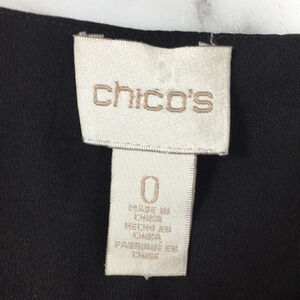 chico's
0
MADE IN
CHINA
HECHO EN
CHINA
FABRIQUÉ EN
CHINE